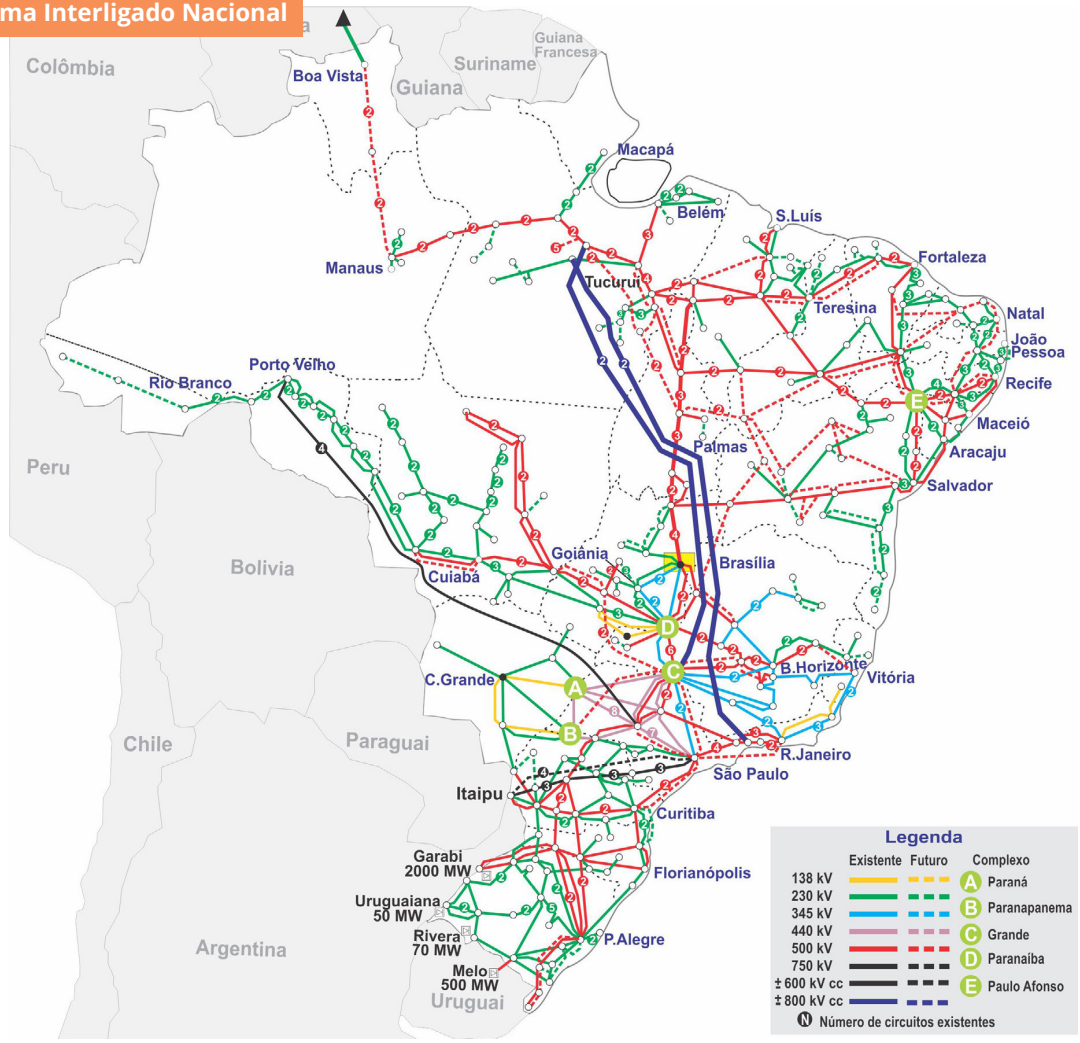 ma Interligado Nacional
a
Guiana
Francesa
Suriname
Colômbia
Boa Vista
Guiana
Macapá
Belém
S.Luís
Manaus
Fortaleza
Tucuruí
Teresina
Natal
João
Pessoa
Porto Velho
Rio Branco
Recife
E
Maceió
Palmas
Aracaju
Peru
Salvador
Goiânia
Brasília
Bolívia
Cuiabá
D
C
B.Horizonte
Vitória
C.Grande
A
B
Chile
Paraguai
R.Janeiro
São Paulo
Itaipu
Curitiba
Garabi
2000 MW
Florianópolis
Uruguaiana
50 MW
Rivera
70 MW
P.Alegre
Argentina
Melo
500 MW
Uruguai
Legenda
Existente Futuro Complexo
138 kV A Paraná
230 kV B Paranapanema
345 kV
440 kV C Grande
500 kV D Paranaíba
750 kV
±600 kV cc E Paulo Afonso
±800 kV cc
N Número de circuitos existentes